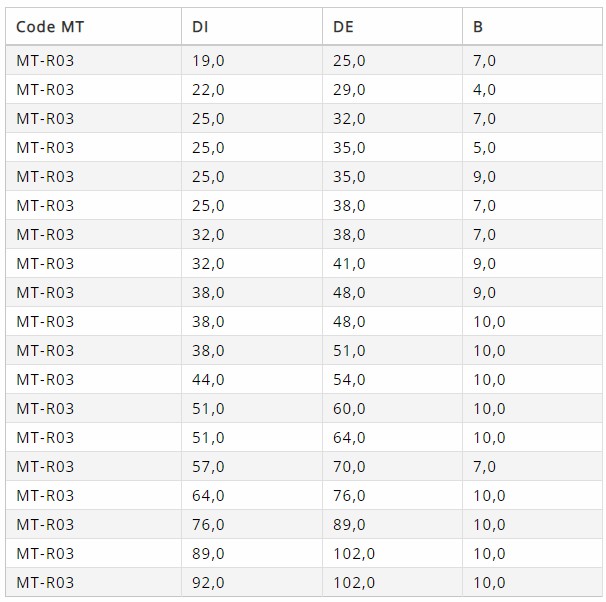 Code MT DI DE B
MT-R03 19,0 25,0 7,0
MT-R03 22,0 29,0 4,0
MT-R03 25,0 32,0 7,0
MT-R03 25,0 35,0 5,0
MT-R03 25,0 35,0 9,0
MT-R03 25,0 38,0 7,0
MT-R03 32,0 38,0 7,0
MT-R03 32,0 41,0 9,0
MT-R03 38,0 48,0 9,0
MT-R03 38,0 48,0 10,0
MT-R03 38,0 51,0 10,0
MT-R03 44,0 54,0 10,0
MT-R03 51,0 60,0 10,0
MT-R03 51,0 64,0 10,0
MT-R03 57,0 70,0 7,0
MT-R03 64,0 76,0 10,0
MT-R03 76,0 89,0 10,0
MT-R03 89,0 102,0 10,0
MT-R03 92,0 102,0 10,0